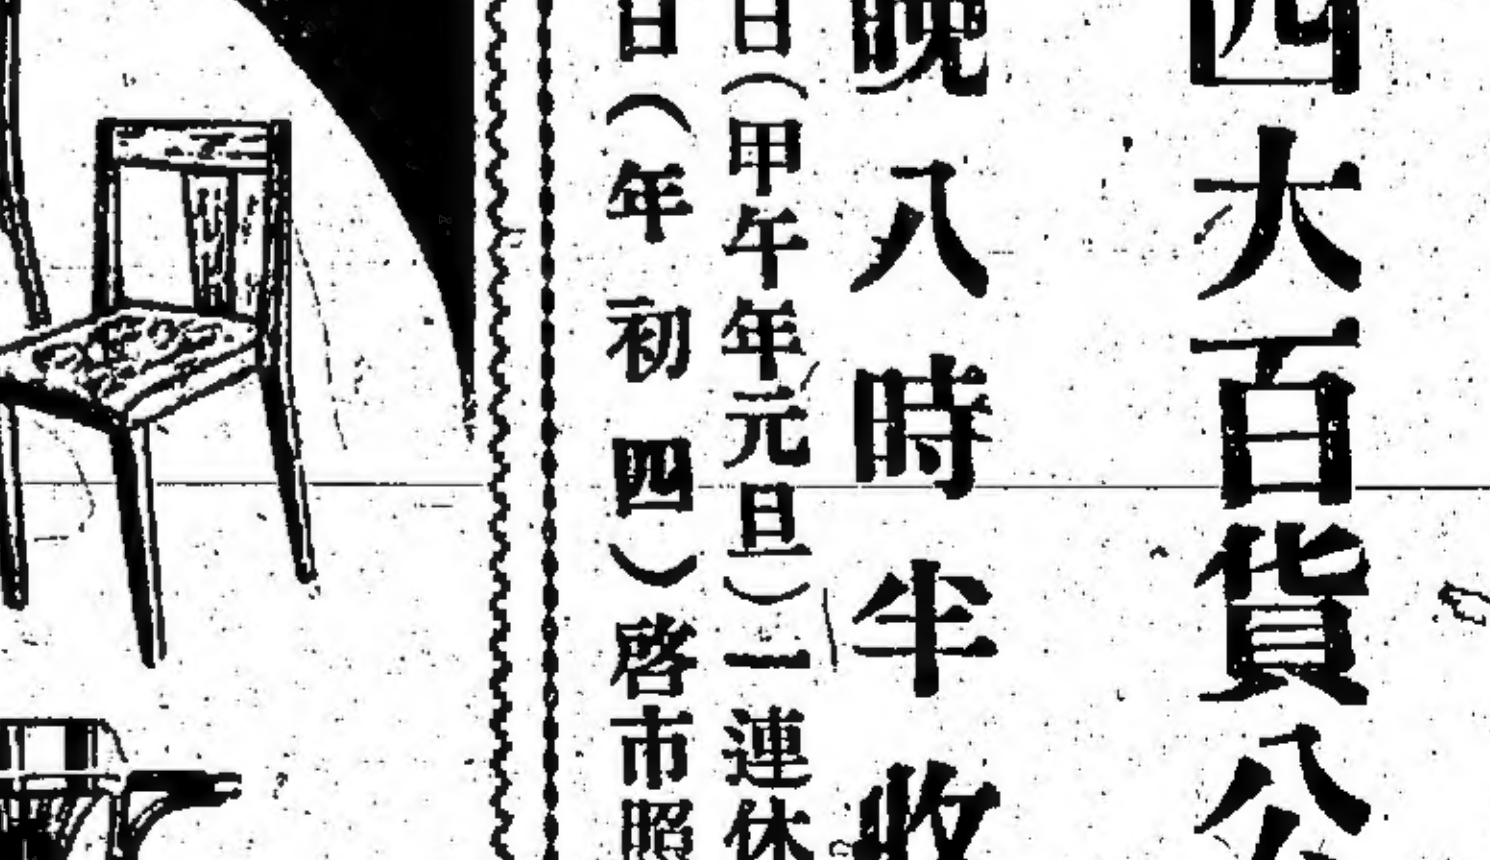 四大百貨公
晚八時半收
日（甲午年元旦）一連休
日（年初四）啓市照